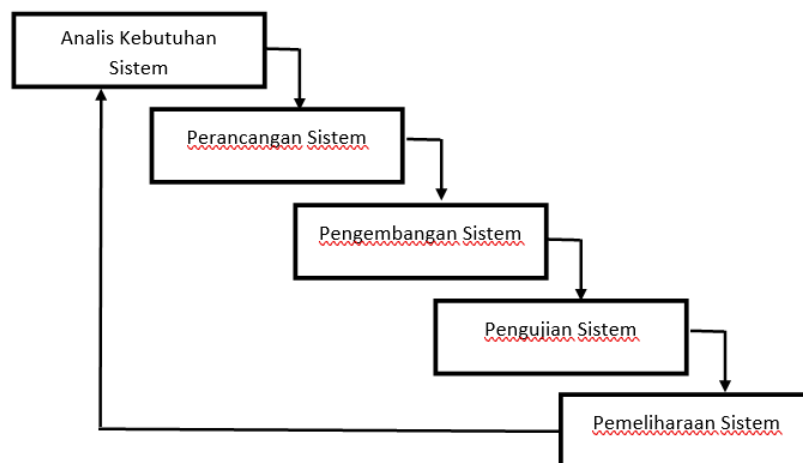 Analis Kebutuhan
Sistem
Perancangan Sistem
Pengembangan Sistem
Pengujian Sistem
Pemeliharaan Sistem